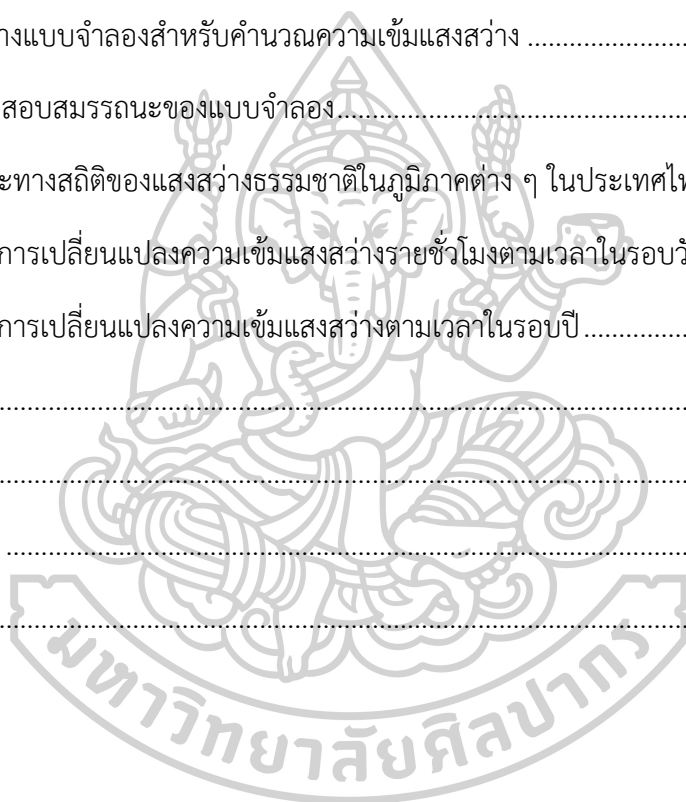 างแบบจำลองสำหรับคำนวณความเข้มแสงสว่าง ........................
สอบสมรรถนะของแบบจำลอง.......................................................
ะทางสถิติของแสงสว่างธรรมชาติในภูมิภาคต่าง ๆ ในประเทศไท
การเปลี่ยนแปลงความเข้มแสงสว่างรายชั่วโมงตามเวลาในรอบวั
การเปลี่ยนแปลงความเข้มแสงสว่างตามเวลาในรอบปี................
...............................................................................................................
...............................................................................................................
...............................................................................................................
...............................................................................................................
มหาวิทยาลัยศิลปากร